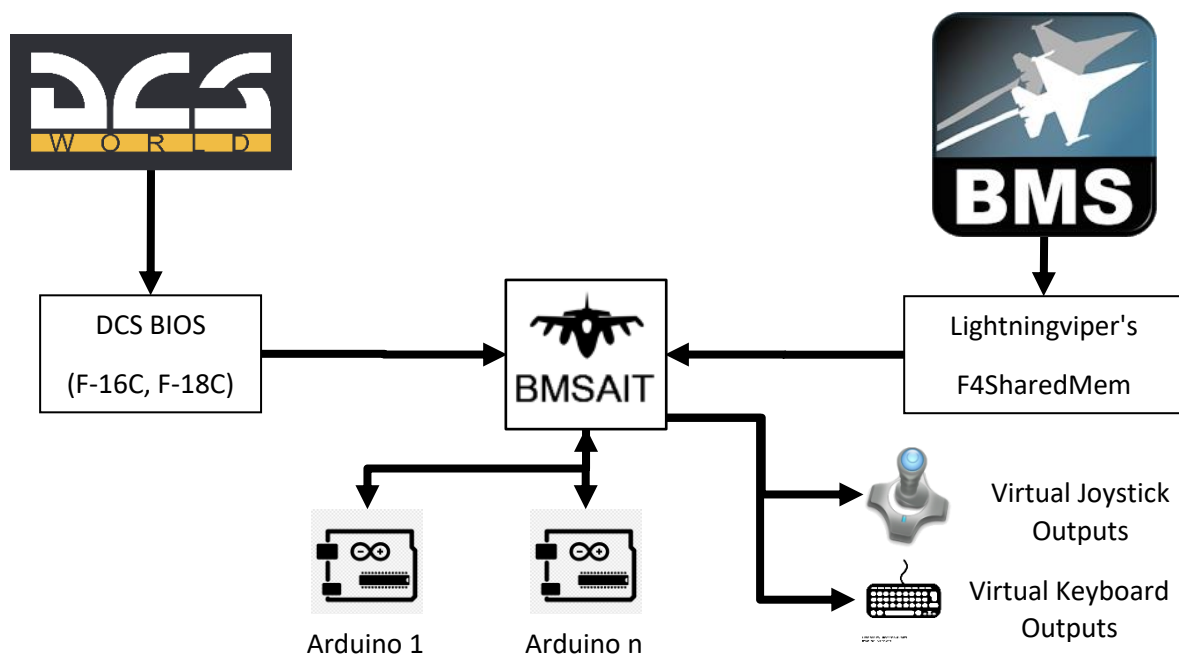 DCS
WORLD
BMS
DCS BIOS
(F-16C, F-18C)
BMSAIT
Lightningviper's
F4SharedMem
Virtual Joystick
Outputs
Virtual Keyboard
Outputs
Arduino 1
Arduino n